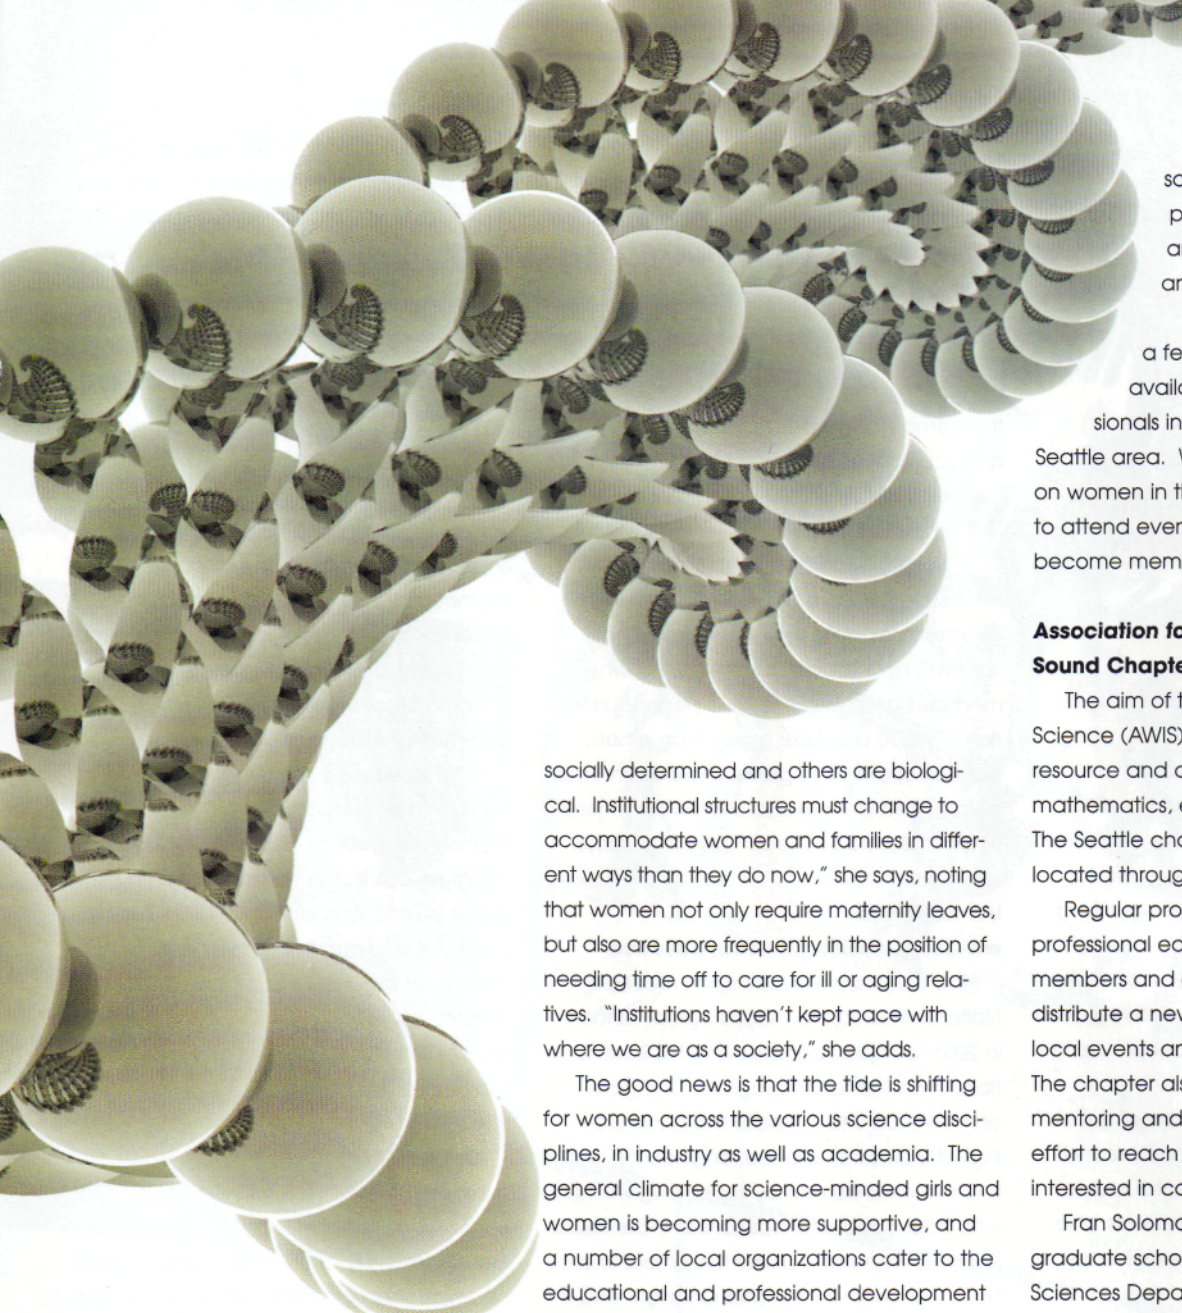 socially determined and others are biologi-
cal. Institutional structures must change to
accommodate women and families in differ-
ent ways than they do now," she says, noting
that women not only require maternity leaves,
but also are more frequently in the position of
needing time off to care for ill or aging rela-
tives. "Institutions haven't kept pace with
where we are as a society," she adds.
The good news is that the tide is shifting
for women across the various science disci-
plines, in industry as well as academia. The
general climate for science-minded girls and
women is becoming more supportive, and
a number of local organizations cater to the
educational and professional development
a fe
availa
sionals in
Seattle area.
on women in t
to attend ever
become mem
Association fo
Sound Chapte
The aim of t
Science (AWIS)
resource and
mathematics,
The Seattle cha
located throug
Regular pro
professional ec
members and
distribute a nev
local events ar
The chapter als
mentoring and
effort to reach
interested in ca
Fran Solomo
graduate scho
Sciences Depa